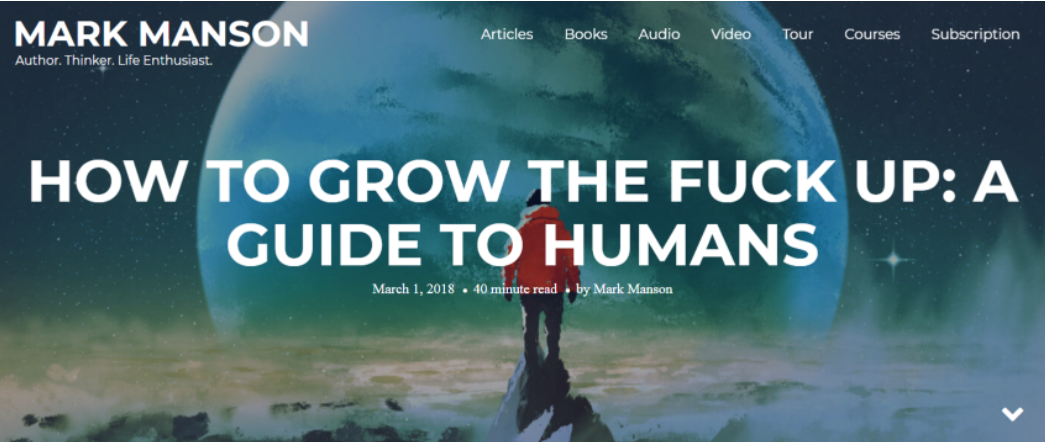 MARK MANSON
Author. Thinker. Life Enthusiast.
Articles Books Audio Video Tour Courses Subscription
HOW TO GROW THE FUCK UP: A
GUIDE TO HUMANS
March 1, 2018 • 40 minute read • by Mark Manson